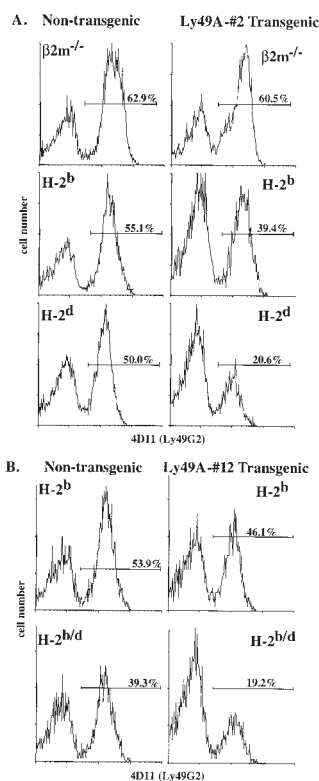 A. Non-transgenic Ly49A-#2 Transgenic
β2m-/- β2m-/-
62.9% 60.5%
H-2b H-2b
55.1% 39.4%
cell number
H-2d H-2d
50.0% 20.6%
4D11 (Ly49G2)
B. Non-transgenic Ly49A-#12 Transgenic
H-2b H-2b
53.9% 46.1%
cell number
H-2b/d H-2b/d
39.3% 19.2%
4D11 (Ly49G2)